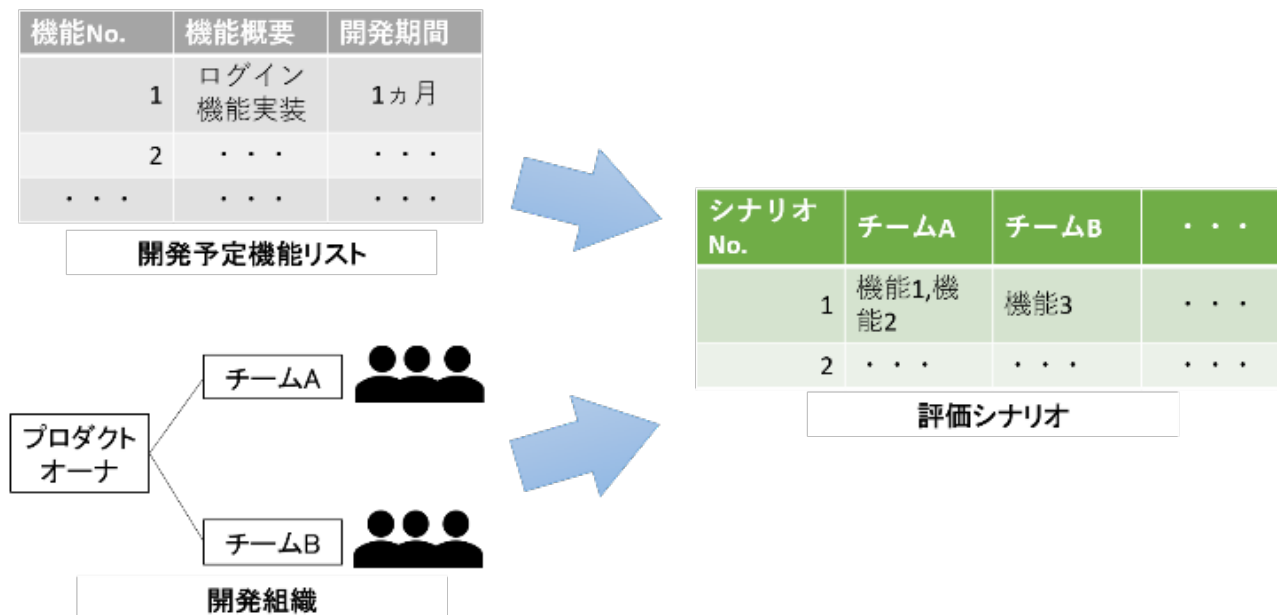 機能No. 機能概要 開発期間
1 ログイン機能実装 1ヵ月
2 ・・・ ・・・
・・・ ・・・ ・・・
開発予定機能リスト
プロダクト
オーナ
チームA
チームB
開発組織
シナリオNo. チームA チームB ・・・
1 機能1,機能2 機能3 ・・・
2 ・・・ ・・・ ・・・
評価シナリオ